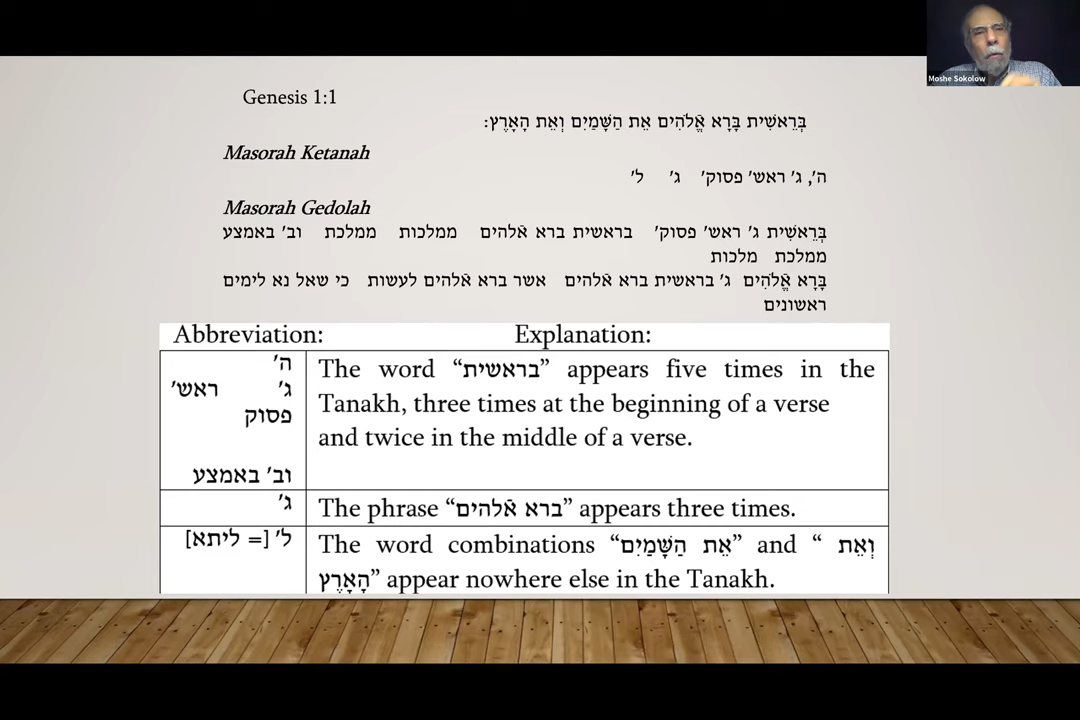 Moshe Sokolow
Genesis 1:1
בְּרֵאשִׁית בָּרָא אֱלֹהִים אֵת הַשָּׁמַיִם וְאֵת הָאָרֶץ:
Masorah Ketanah
ה', ג' ראש' פסוק' ג' ל'
Masorah Gedolah
בְּרֵאשִׁית ג' ראש' פסוק' בראשית ברא אלהים ממלכות ממלכת וב' באמצע
ממלכת מלכות
בָּרָא אֱלֹהִים ג' בראשית ברא אלהים אשר ברא אלהים לעשות כי שאל נא לימים
ראשונים
Abbreviation: Explanation:
ה'
ג' ראש'
פסוק
וב' באמצע
The word “בראשית” appears five times in the
Tanakh, three times at the beginning of a verse
and twice in the middle of a verse.
ג'
The phrase “ברא אלהים” appears three times.
ל' [= ליתא]
The word combinations “אֵת הַשָּׁמַיִם” and “ וְאֵת
הָאָרֶץ” appear nowhere else in the Tanakh.